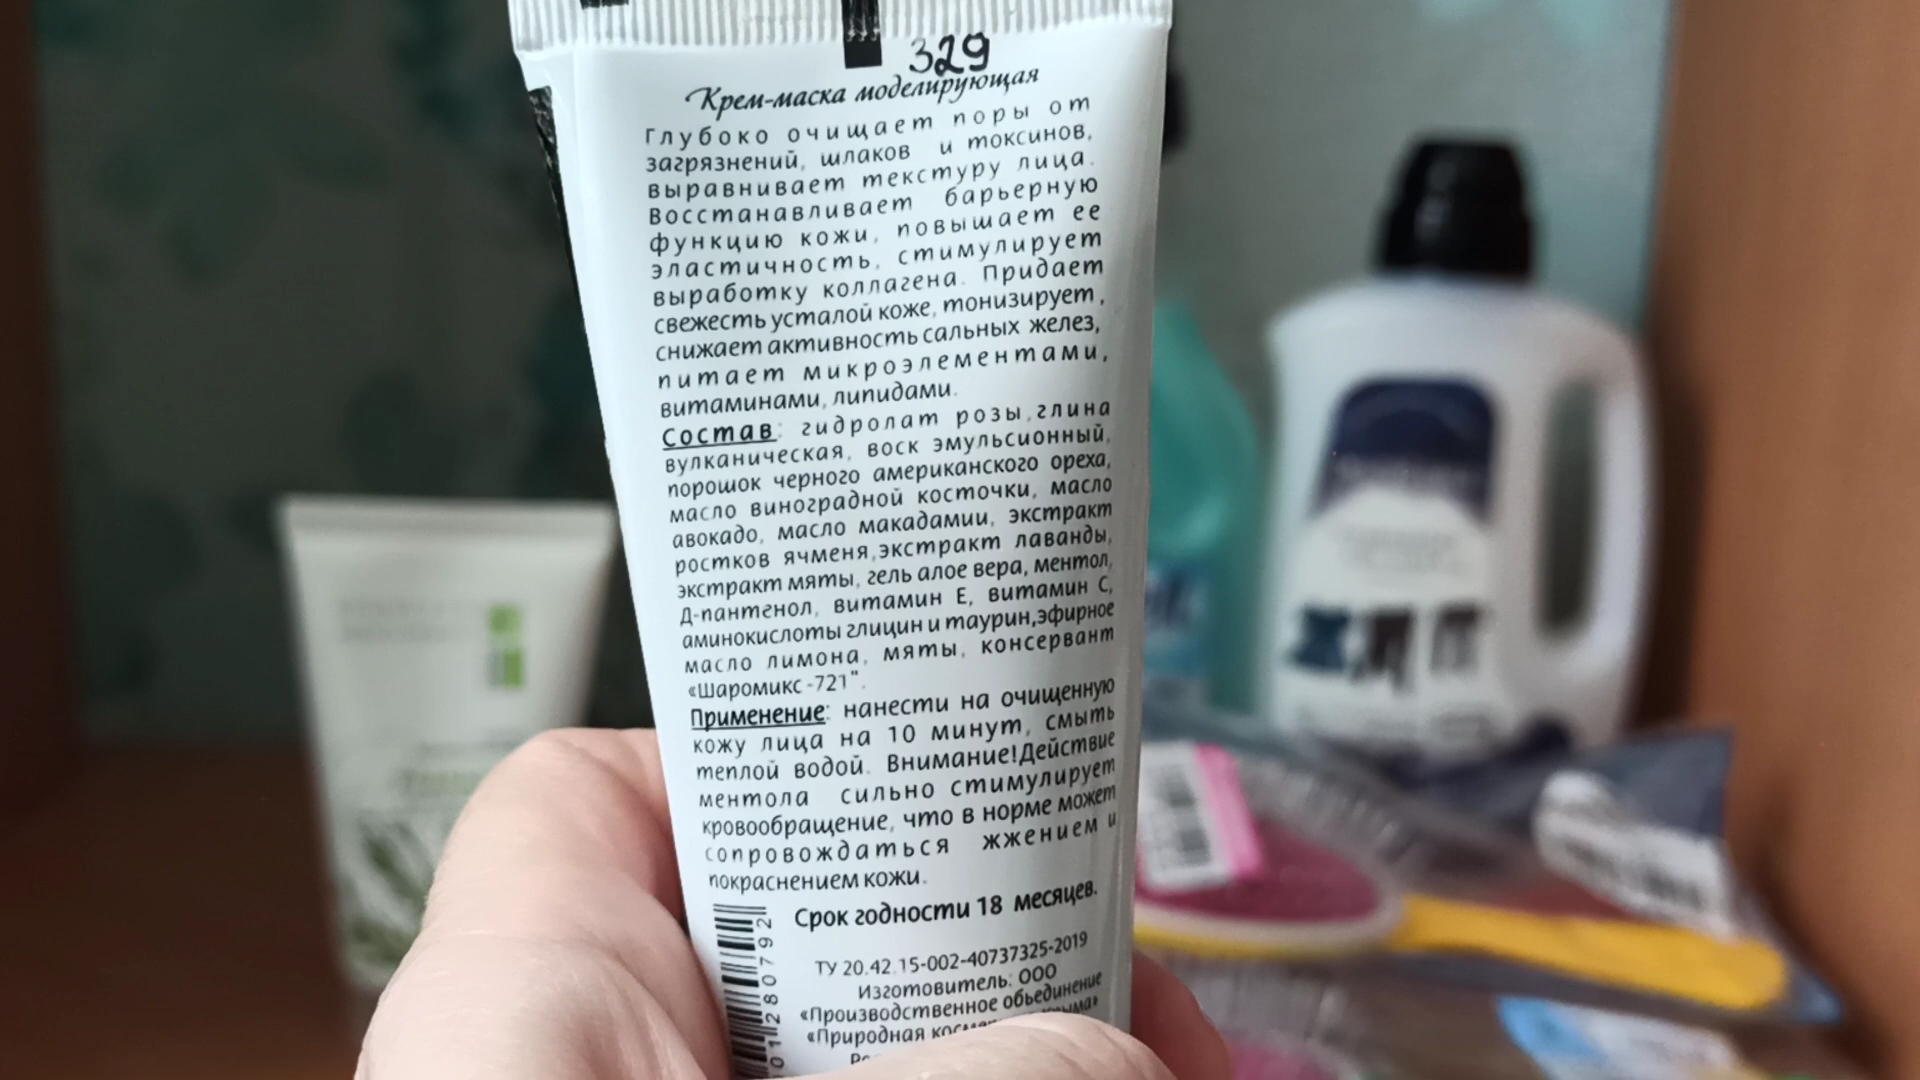 329
Крем-маска моделирующая
Глубоко очищает поры от
загрязнений, шлаков и токсинов,
выравнивает текстуру лица.
Восстанавливает барьерную
функцию кожи, повышает ее
эластичность, стимулирует
выработку коллагена. Придает
свежесть усталой коже, тонизирует,
снижает активность сальных желез,
питает микроэлементами,
витаминами, липидами.
Состав: гидролат розы, глина
вулканическая, воск эмульсионный,
порошок черного американского ореха,
масло виноградной косточки, масло
авокадо, масло макадамии, экстракт
ростков ячменя, экстракт лаванды,
экстракт мяты, гель алое вера, ментол,
Д-пантенол, витамин Е, витамин С,
аминокислоты глицин и таурин, эфирное
масло лимона, мяты, консервант
«Шаромикс-721".
Применение: нанести на очищенную
кожу лица на 10 минут, смыть
теплой водой. Внимание! Действие
ментола сильно стимулирует
кровообращение, что в норме может
сопровождаться жжением и
покраснением кожи.
Срок годности 18 месяцев.
ТУ 20.42.15-002-40737325-2019
Изготовитель: ООО
«Производственное объединение
«Природная
01280792